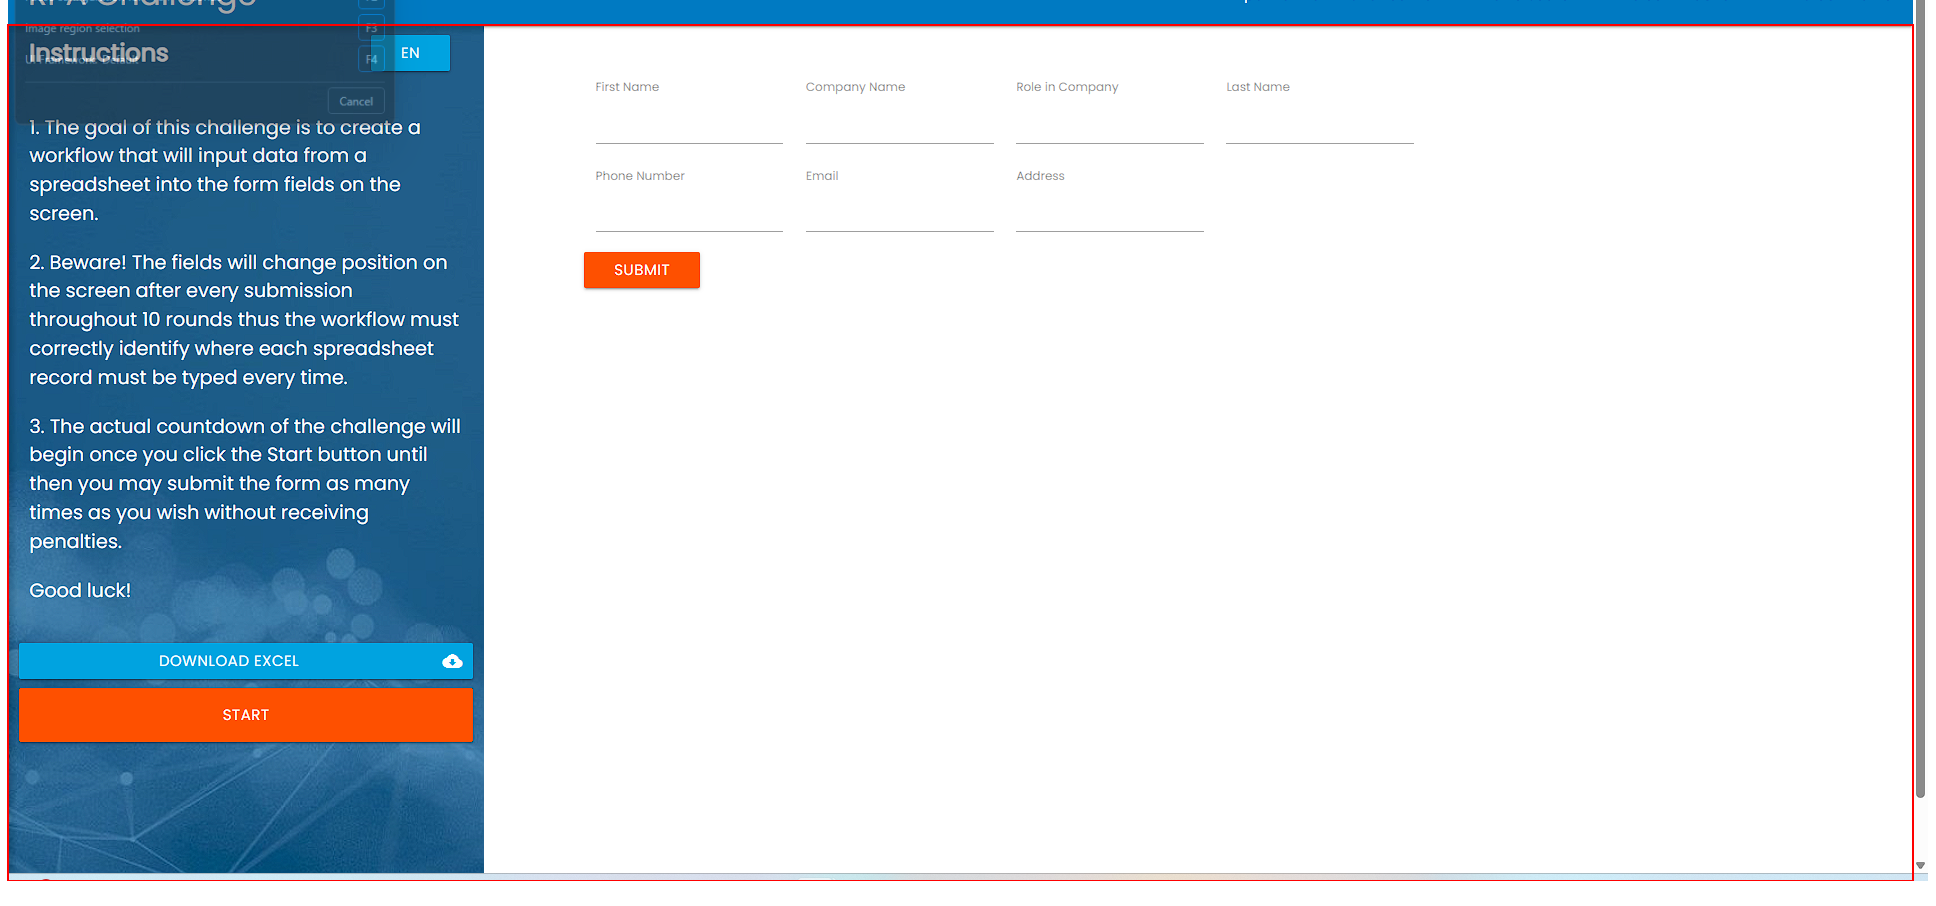 RPA Challenge
Image region selection
F3
Instructions
F4
EN
Cancel
1. The goal of this challenge is to create a
workflow that will input data from a
spreadsheet into the form fields on the
screen.
2. Beware! The fields will change position on
the screen after every submission
throughout 10 rounds thus the workflow must
correctly identify where each spreadsheet
record must be typed every time.
3. The actual countdown of the challenge will
begin once you click the Start button until
then you may submit the form as many
times as you wish without receiving
penalties.
Good luck!
DOWNLOAD EXCEL
START
First Name
Company Name
Role in Company
Last Name
Phone Number
Email
Address
SUBMIT